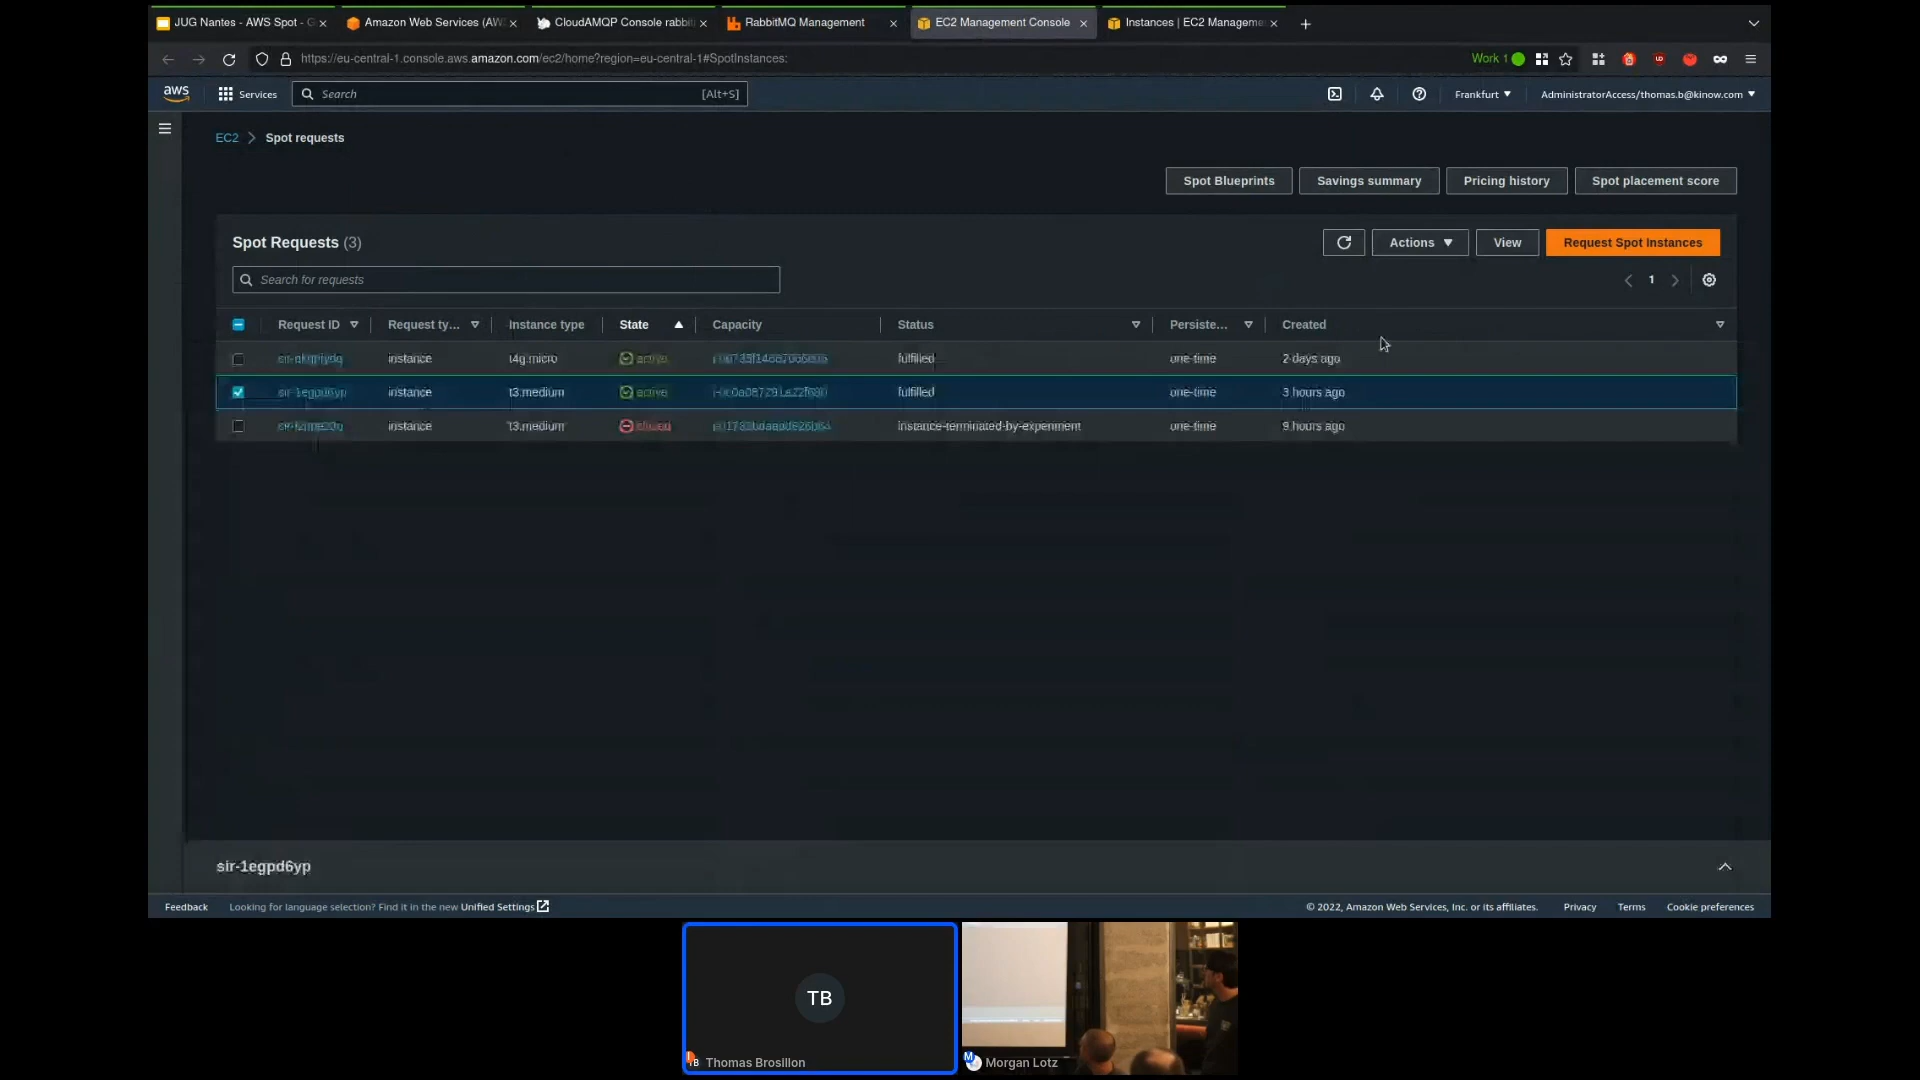 JUG Nantes - AWS Spot - G
Amazon Web Services (AW
CloudAMQP Console rabbi
RabbitMQ Management
EC2 Management Console
Instances | EC2 Manageme
https://eu-central-1.console.aws.amazon.com/ec2/home?region=eu-central-1#SpotInstances:
Work 1
aws
Services
Search
[Alt+S]
Frankfurt
AdministratorAccess/thomas.b@kinow.com
EC2
Spot requests
Spot Blueprints
Savings summary
Pricing history
Spot placement score
Spot Requests (3)
Actions
View
Request Spot Instances
Search for requests
1
Request ID
Request ty...
Instance type
State
Capacity
Status
Persiste...
Created
instance
t4g.micro
active
fulfilled
one-time
2 days ago
sir-1egpd6yp
instance
t3.medium
active
fulfilled
one-time
3 hours ago
instance
t3.medium
closed
instance-terminated-by-experiment
one-time
9 hours ago
sir-1egpd6yp
Feedback
Looking for language selection? Find it in the new Unified Settings
© 2022, Amazon Web Services, Inc. or its affiliates.
Privacy
Terms
Cookie preferences
TB
TB Thomas Brosillon
M Morgan Lotz